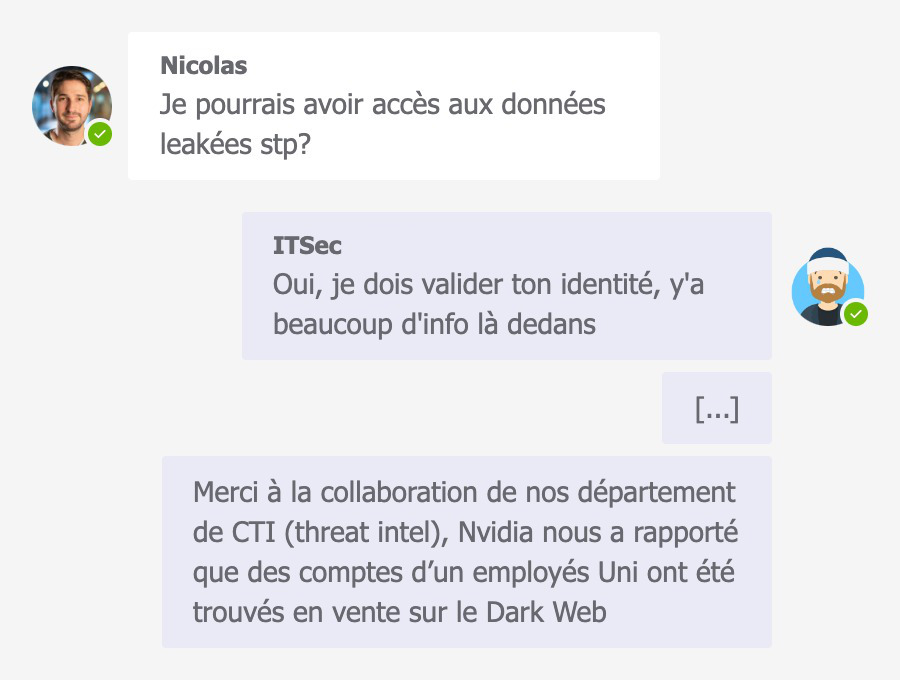 Nicolas
Je pourrais avoir accès aux données
leakées stp?
ITSec
Oui, je dois valider ton identité, y'a
beaucoup d'info là dedans
[...]
Merci à la collaboration de nos département
de CTI (threat intel), Nvidia nous a rapporté
que des comptes d’un employés Uni ont été
trouvés en vente sur le Dark Web